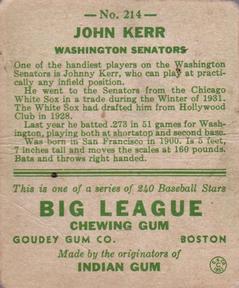 No. 214
JOHN KERR
WASHINGTON SENATORS
One of the handiest players on the Washington
Senators is Johnny Kerr, who can play at practi-
cally any infield position.
He went to the Senators from the Chicago
White Sox in a trade during the Winter of 1931.
The White Sox had drafted him from Hollywood
Club in 1928.
Last year he batted .273 in 51 games for Wash-
ington, playing both at shortstop and second base.
Was born in San Francisco in 1900. Is 5 feet,
7 inches tall and moves the scales at 160 pounds.
Bats and throws right handed.
This is one of a series of 240 Baseball Stars
BIG LEAGUE
CHEWING GUM
GOUDEY GUM CO. BOSTON
Made by the originators of
INDIAN GUM